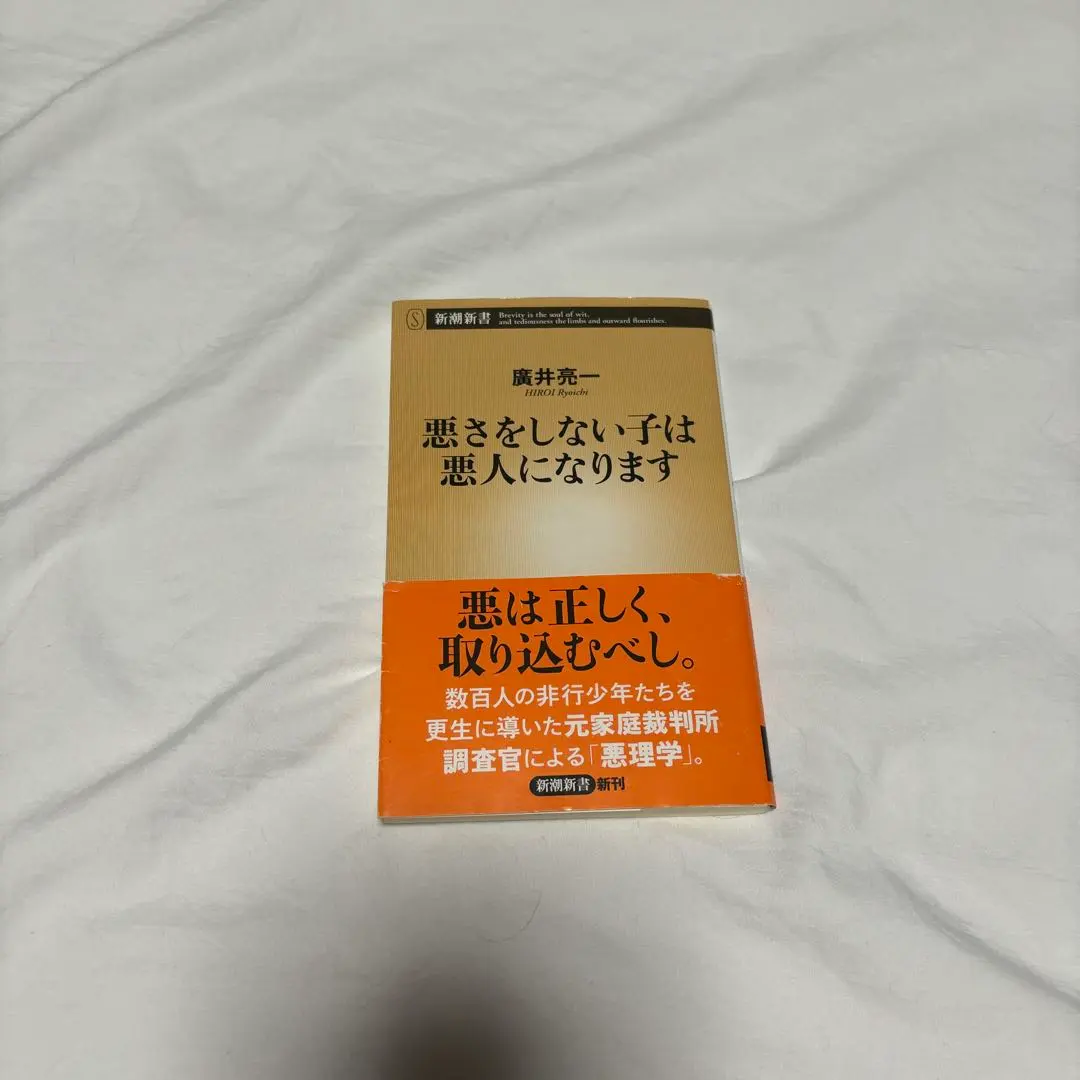 S
新潮新書
Brevity is the soul of wit,
and tediousness the limbs and outward flourishes.
廣井亮一
HIROI Ryoichi
悪さをしない子は
悪人になります
悪は正しく、
取り込むべし。
数百人の非行少年たちを
更生に導いた元家庭裁判所
調査官による「悪理学」。
新潮新書 新刊